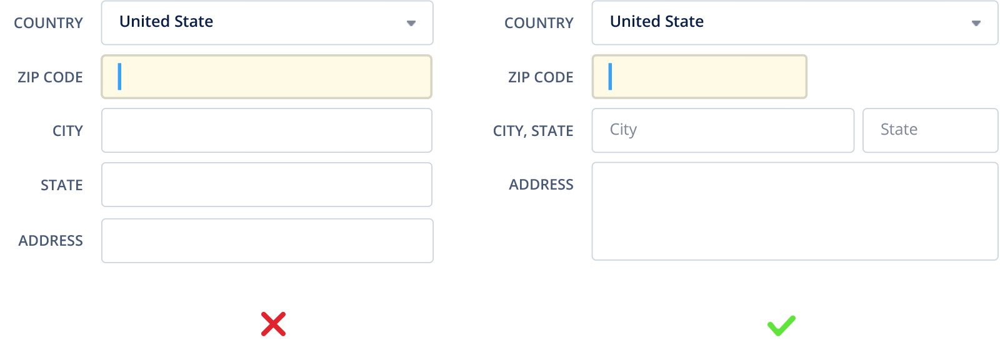 COUNTRY
United State
ZIP CODE
CITY
STATE
ADDRESS
COUNTRY
United State
ZIP CODE
CITY, STATE
City
State
ADDRESS